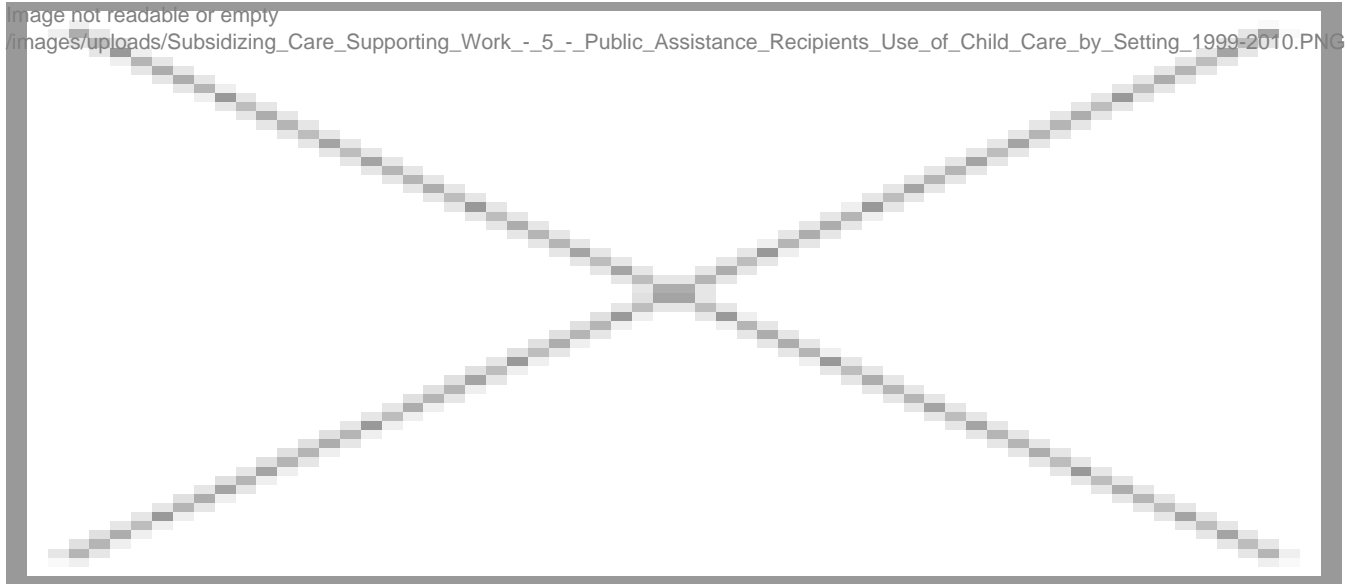 Image not readable or empty
/images/uploads/Subsidizing_Care_Supporting_Work_-_5_-_Public_Assistance_Recipients_Use_of_Child_Care_by_Setting_1999-2010.PNG